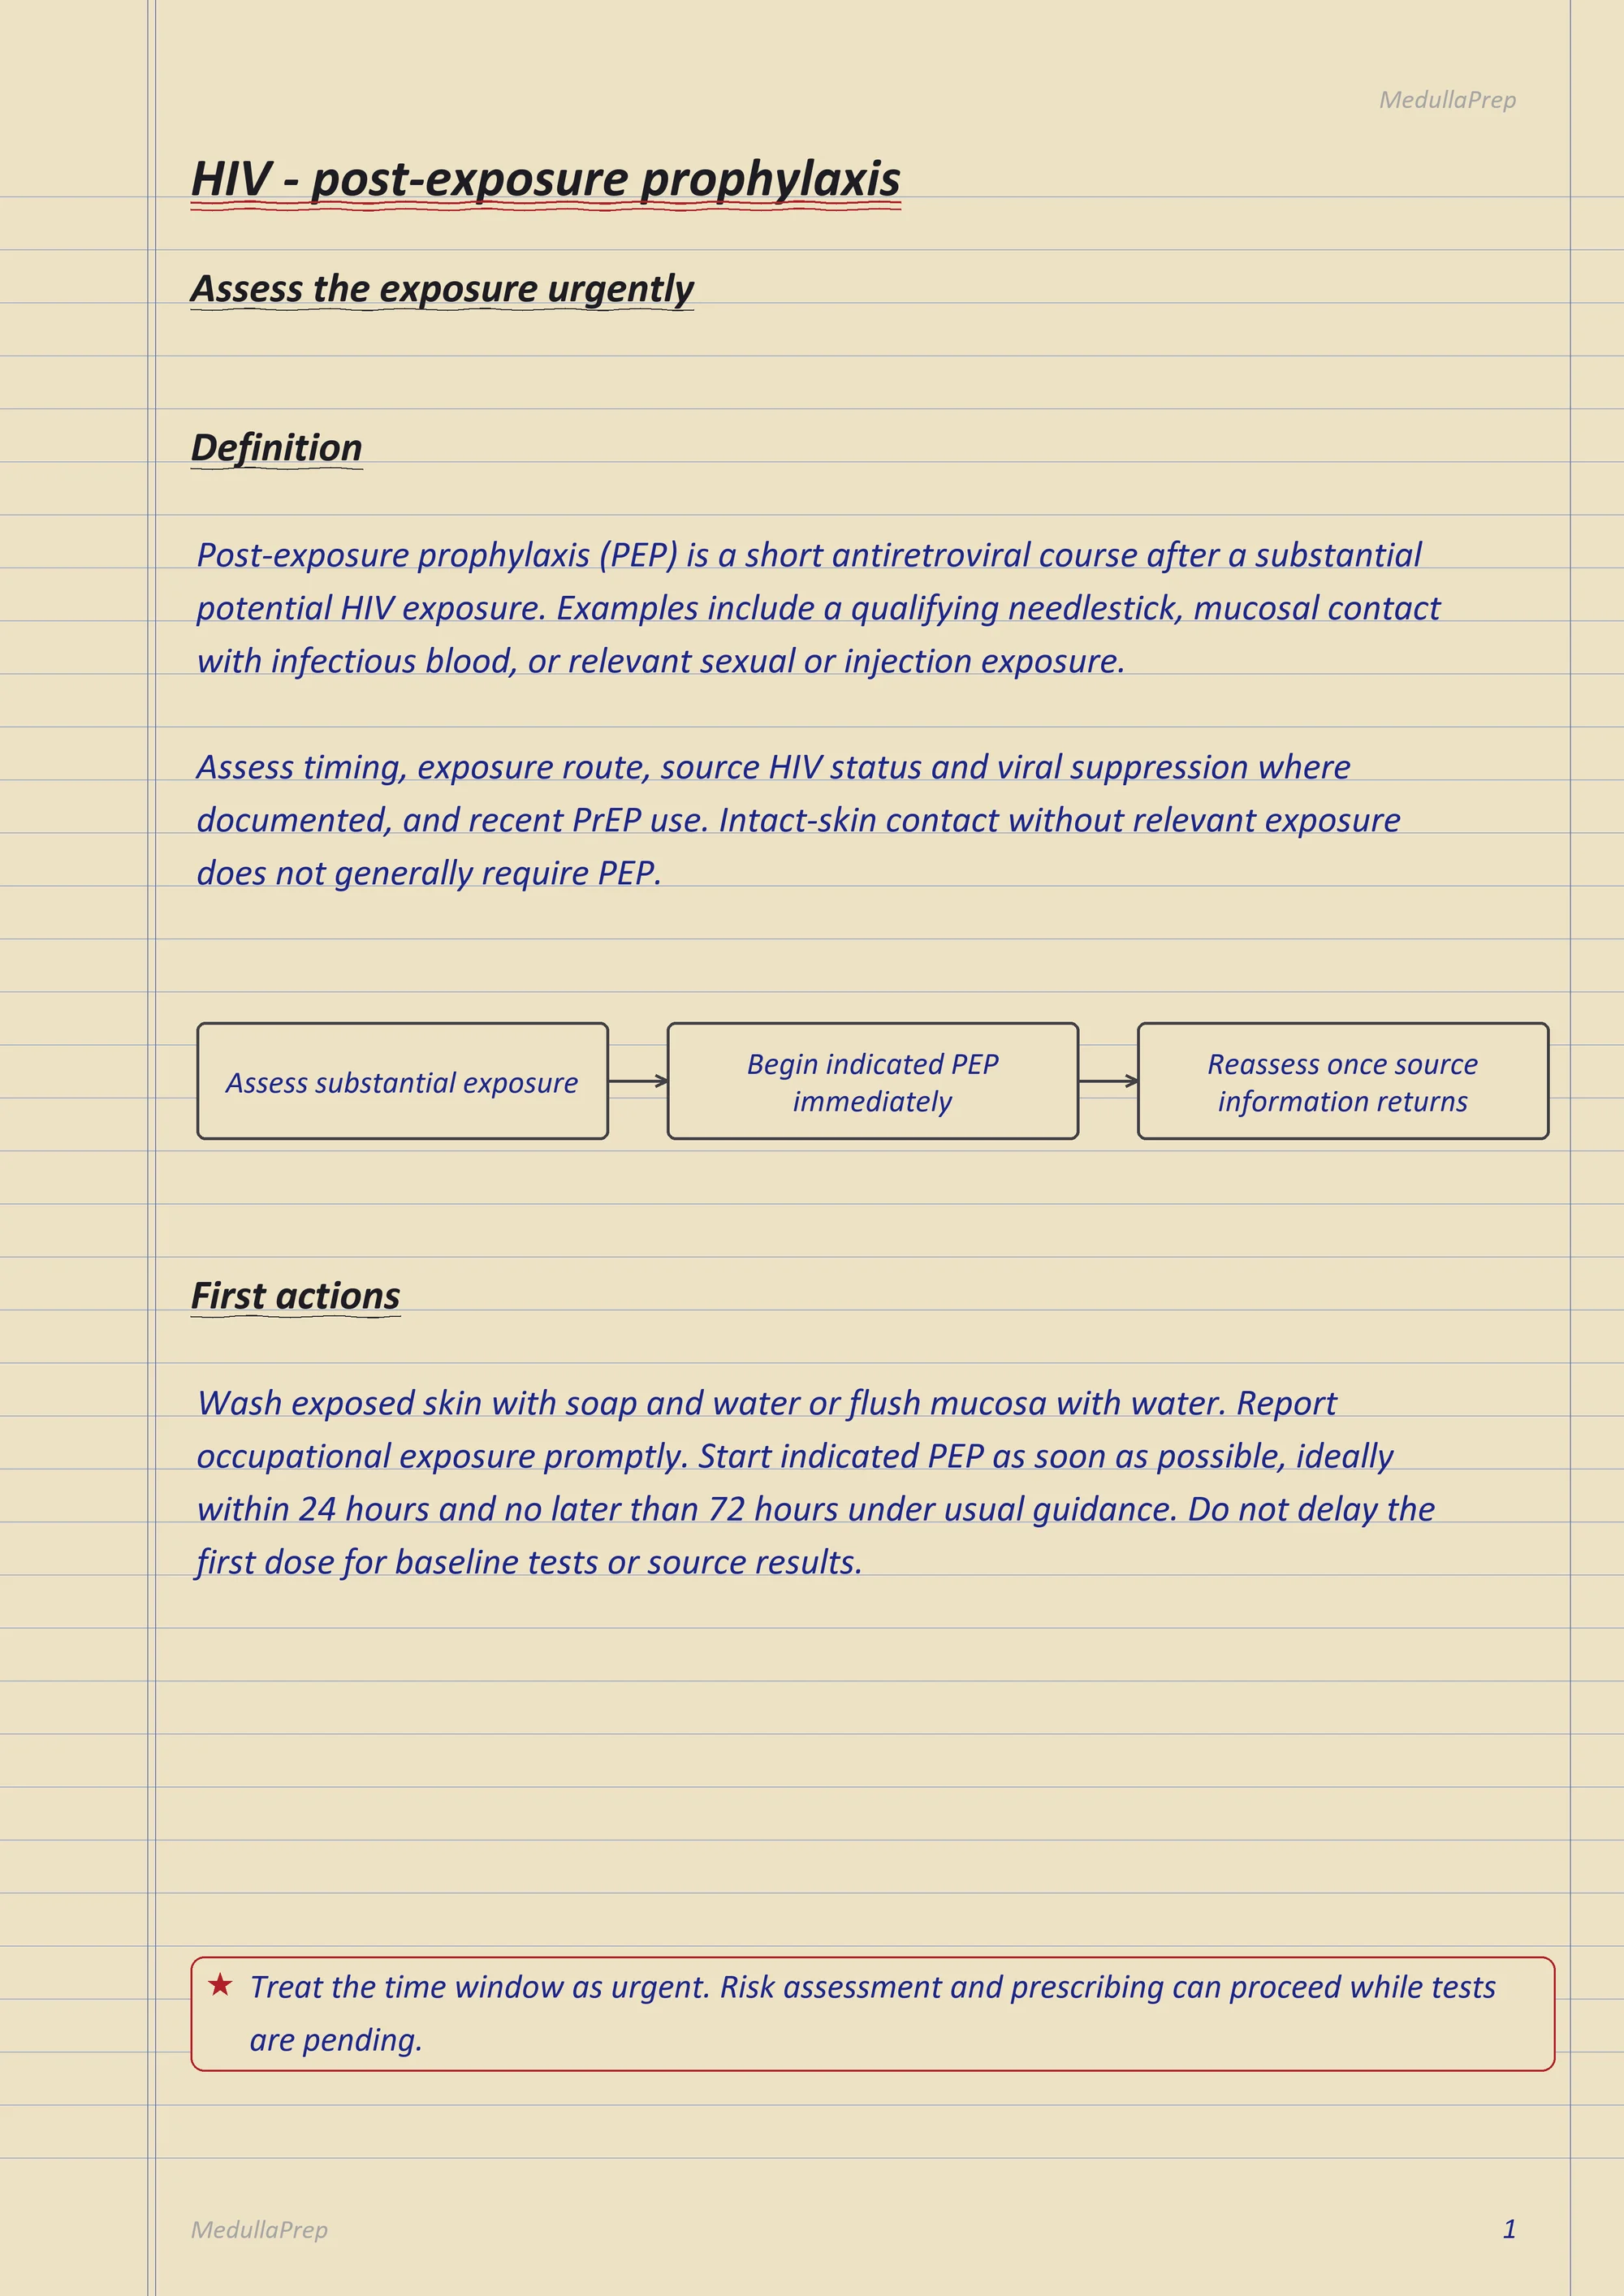 MedullaPrep
HIV - post-exposure prophylaxis
Assess the exposure urgently
Definition
Post-exposure prophylaxis (PEP) is a short antiretroviral course after a substantial
potential HIV exposure. Examples include a qualifying needlestick, mucosal contact
with infectious blood, or relevant sexual or injection exposure.
Assess timing, exposure route, source HIV status and viral suppression where
documented, and recent PrEP use. Intact-skin contact without relevant exposure
does not generally require PEP.
Assess substantial exposure
Begin indicated PEP
immediately
Reassess once source
information returns
First actions
Wash exposed skin with soap and water or flush mucosa with water. Report
occupational exposure promptly. Start indicated PEP as soon as possible, ideally
within 24 hours and no later than 72 hours under usual guidance. Do not delay the
first dose for baseline tests or source results.
★ Treat the time window as urgent. Risk assessment and prescribing can proceed while tests
are pending.
MedullaPrep
1